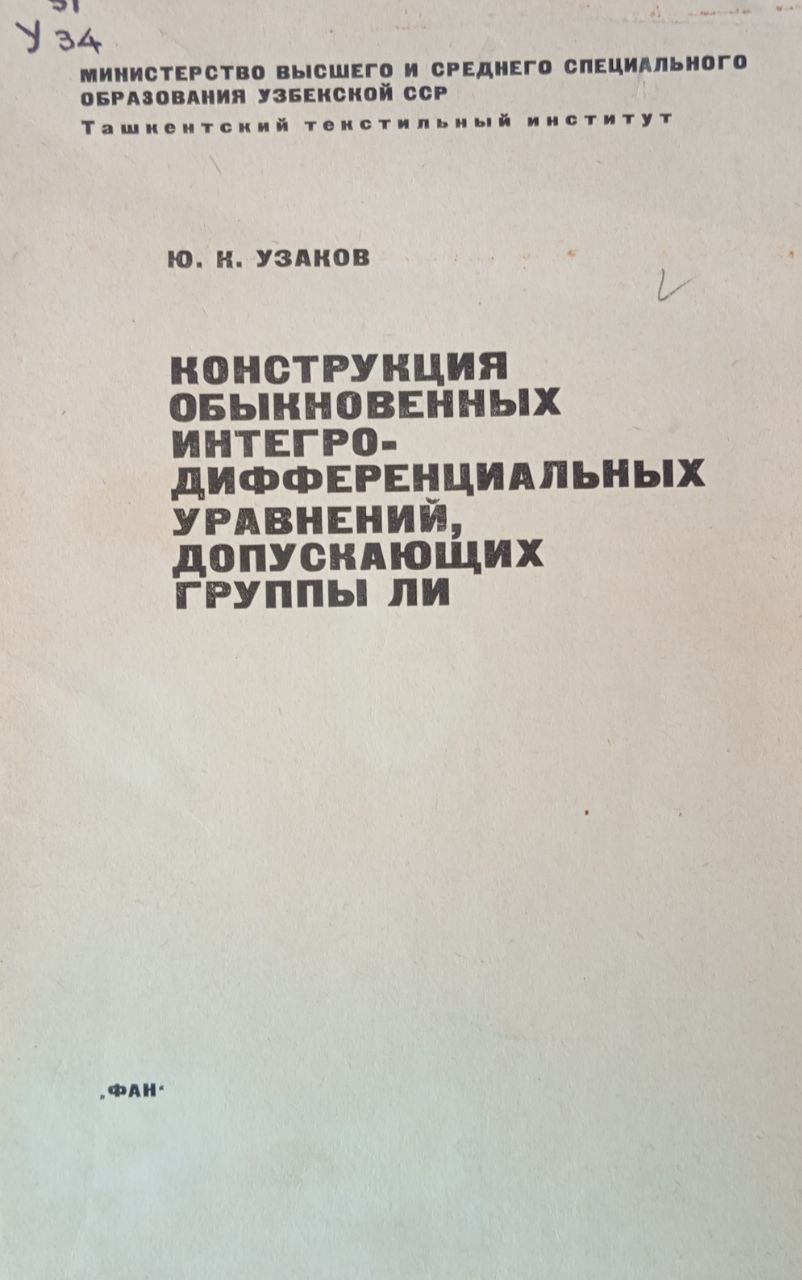 51
У 34
МИНИСТЕРСТВО ВЫСШЕГО И СРЕДНЕГО СПЕЦИАЛЬНОГО
ОБРАЗОВАНИЯ УЗБЕКСКОЙ ССР
Ташкентский текстильный институт
Ю. К. УЗАКОВ
КОНСТРУКЦИЯ
ОБЫКНОВЕННЫХ
ИНТЕГРО-
ДИФФЕРЕНЦИАЛЬНЫХ
УРАВНЕНИЙ,
ДОПУСКАЮЩИХ
ГРУППЫ ЛИ
„ФАН“